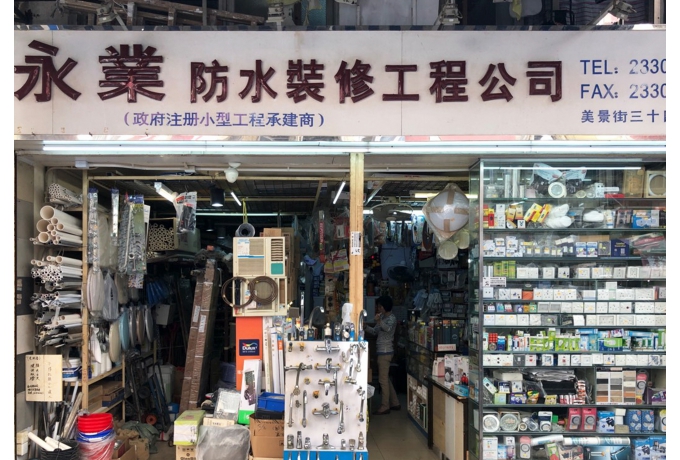 永業 防水裝修工程公司
（政府注册小型工程承建商）
TEL: 2330
FAX: 2330
美景街三十
Dulux